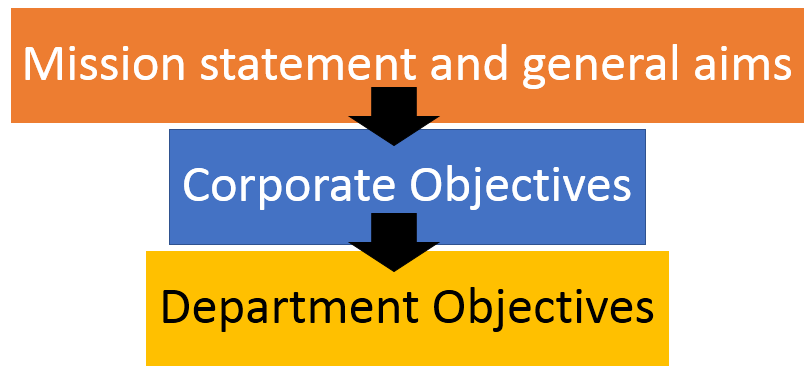 Mission statement and general aims
Corporate Objectives
Department Objectives